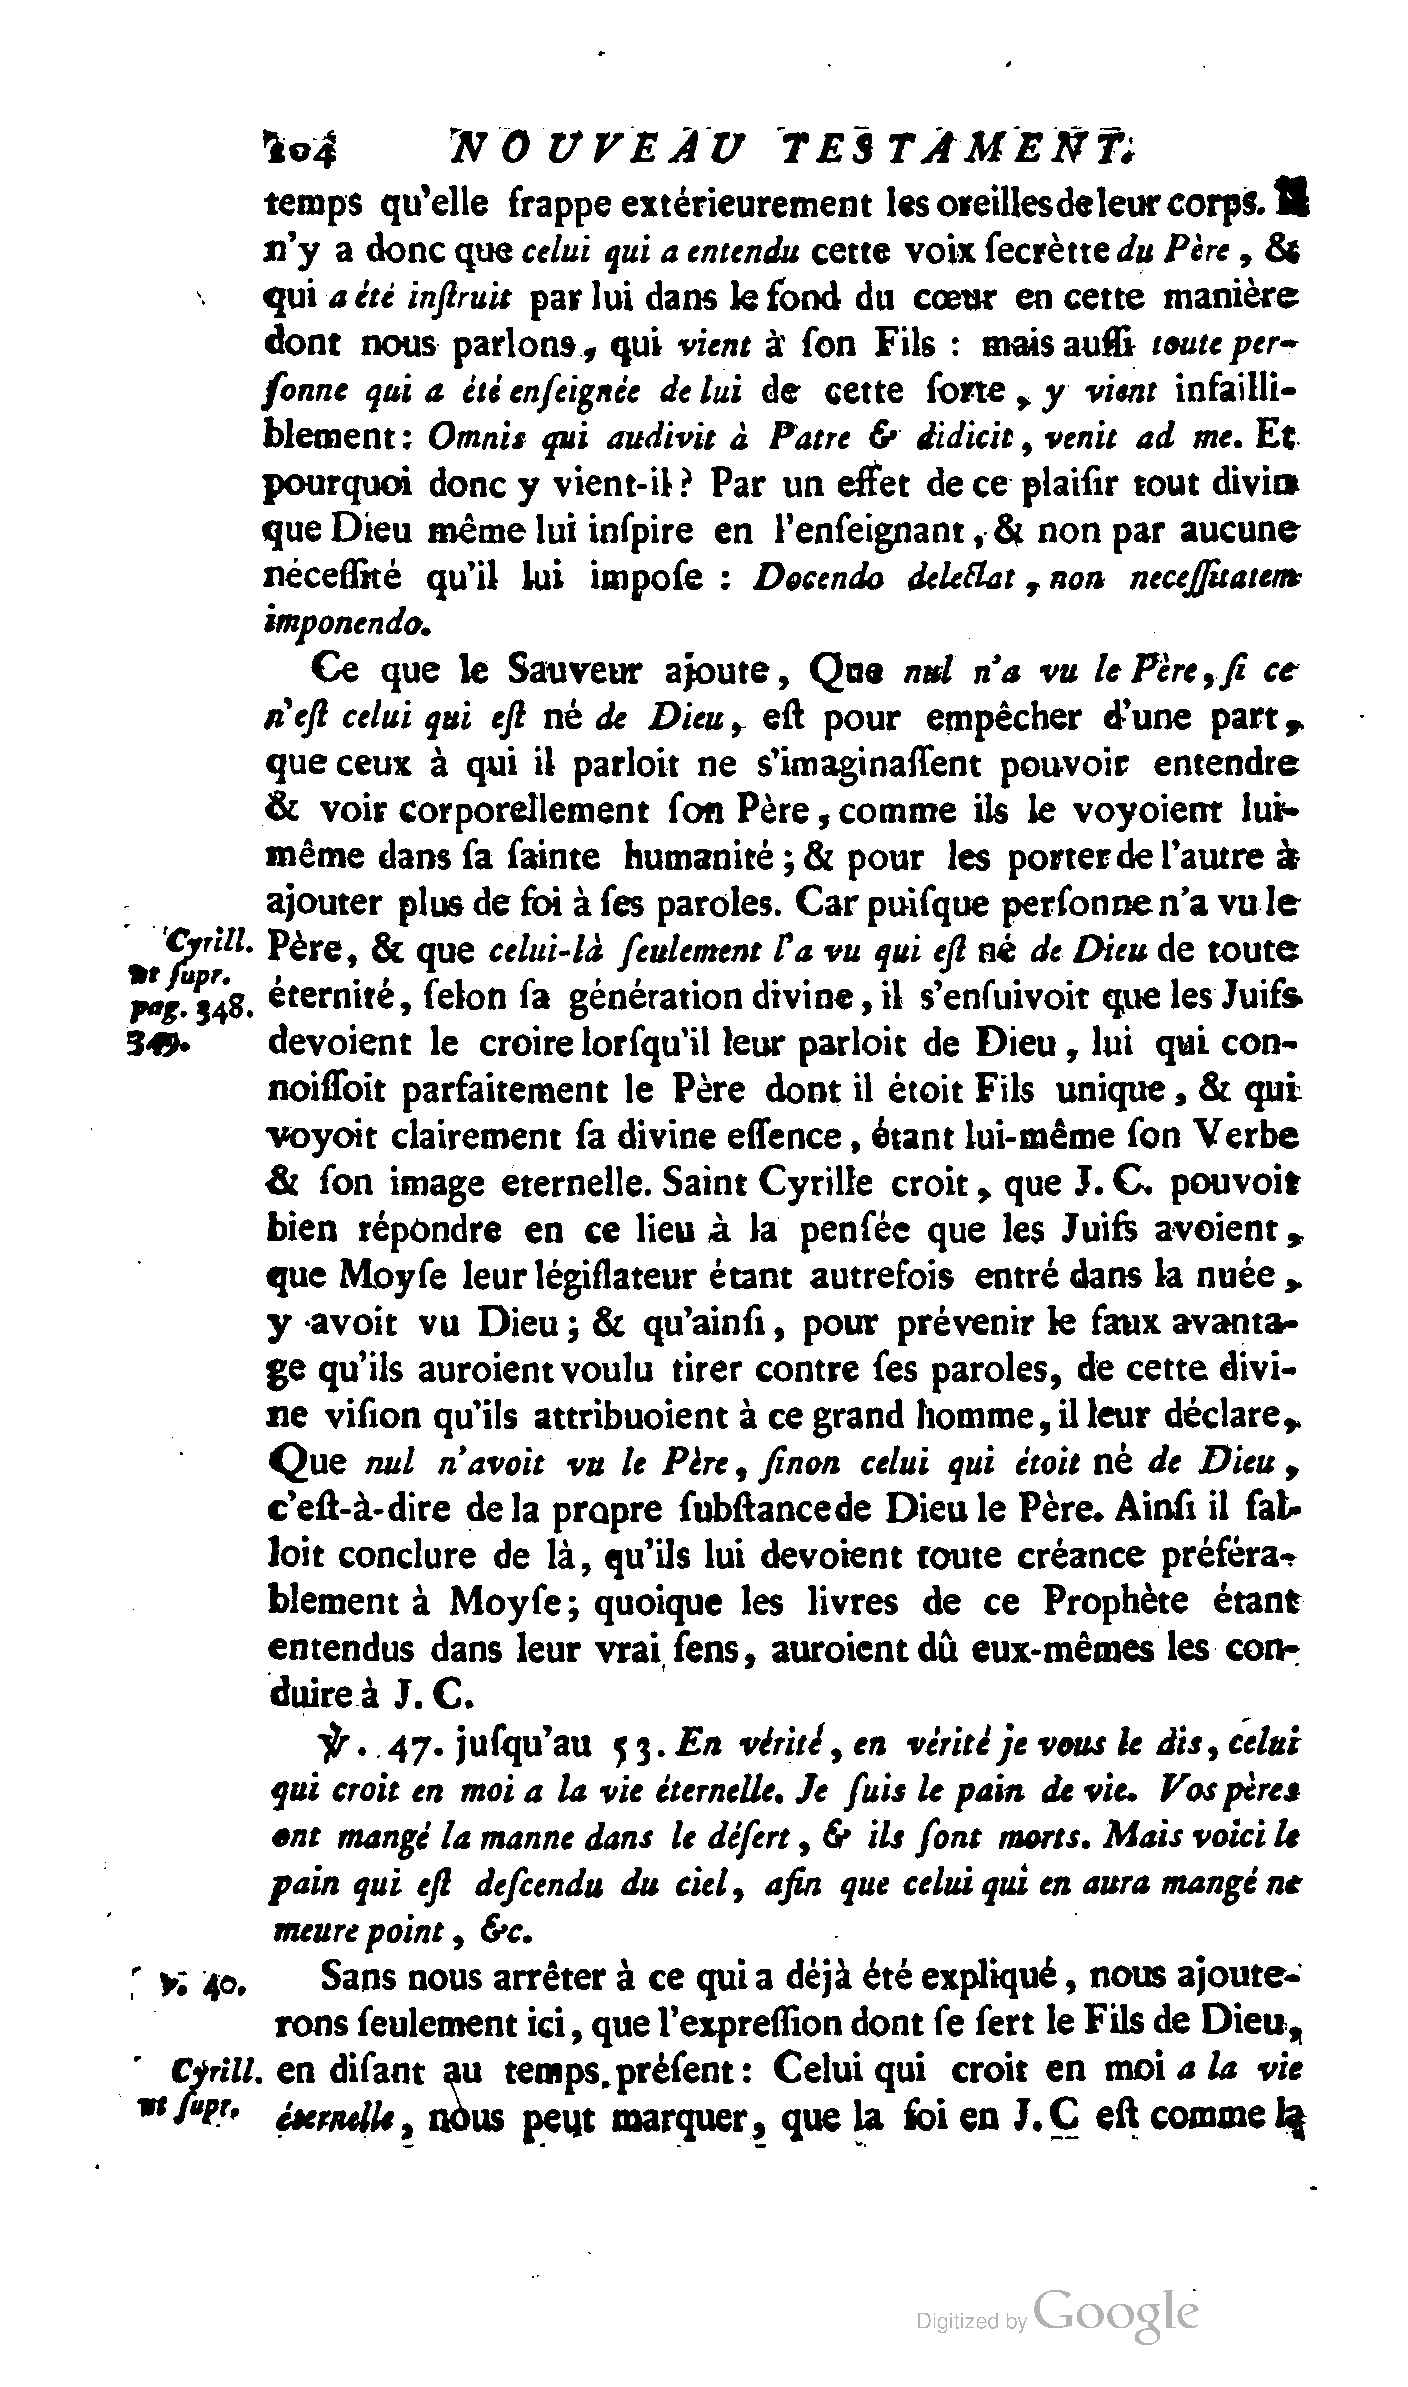 204 NOUVEAU TESTAMENT.
temps qu'elle frappe extérieurement les oreilles de leur corps. Il
n'y a donc que celui qui a entendu cette voix ſecrètte du Père, &
qui a été inſtruit par lui dans le fond du cœur en cette manière
dont nous parlons, qui vient à ſon Fils : mais auſſi toute per-
ſonne qui a été enſeignée de lui de cette ſorte, y vient infailli-
blement : Omnis qui audivit à Patre & didicit, venit ad me. Et
pourquoi donc y vient-il ? Par un effet de ce plaiſir tout divin
que Dieu même lui inſpire en l'enſeignant, & non par aucune
néceſſité qu'il lui impoſe : Docendo delectat, non neceſſitatem
imponendo.
Ce que le Sauveur ajoute, Que nul n'a vu le Père, ſi ce
n'eſt celui qui eſt né de Dieu, eſt pour empêcher d'une part,
que ceux à qui il parloit ne s'imaginaſſent pouvoir entendre
& voir corporellement ſon Père, comme ils le voyoient lui-
même dans ſa ſainte humanité ; & pour les porter de l'autre à
ajouter plus de foi à ſes paroles. Car puiſque perſonne n'a vu le
Cyrill. Père, & que celui-là ſeulement l'a vu qui eſt né de Dieu de toute
ut ſupr.
pag. 348. éternité, ſelon ſa génération divine, il s'enſuivoit que les Juifs
349. devoient le croire lorſqu'il leur parloit de Dieu, lui qui con-
noiſſoit parfaitement le Père dont il étoit Fils unique, & qui
voyoit clairement ſa divine eſſence, étant lui-même ſon Verbe
& ſon image eternelle. Saint Cyrille croit, que J. C. pouvoit
bien répondre en ce lieu à la penſée que les Juifs avoient,
que Moyſe leur légiſlateur étant autrefois entré dans la nuée,
y avoit vu Dieu ; & qu'ainſi, pour prévenir le faux avanta-
ge qu'ils auroient voulu tirer contre ſes paroles, de cette divi-
ne viſion qu'ils attribuoient à ce grand homme, il leur déclare,
Que nul n'avoit vu le Père, ſinon celui qui étoit né de Dieu,
c'eſt-à-dire de la propre ſubſtance de Dieu le Père. Ainſi il fal-
loit conclure de là, qu'ils lui devoient toute créance préféra-
blement à Moyſe ; quoique les livres de ce Prophète étant
entendus dans leur vrai ſens, auroient dû eux-mêmes les con-
duire à J. C.
℣. 47. juſqu'au 53. En vérité, en vérité je vous le dis, celui
qui croit en moi a la vie éternelle. Je ſuis le pain de vie. Vos pères
ont mangé la manne dans le déſert, & ils ſont morts. Mais voici le
pain qui eſt deſcendu du ciel, afin que celui qui en aura mangé ne
meure point, &c.
v. 40. Sans nous arrêter à ce qui a déjà été expliqué, nous ajoute-
rons ſeulement ici, que l'expreſſion dont ſe ſert le Fils de Dieu,
Cyrill. en diſant au temps préſent : Celui qui croit en moi a la vie
ut ſupr. éternelle, nous peut marquer, que la foi en J. C eſt comme la
Digitized by Google